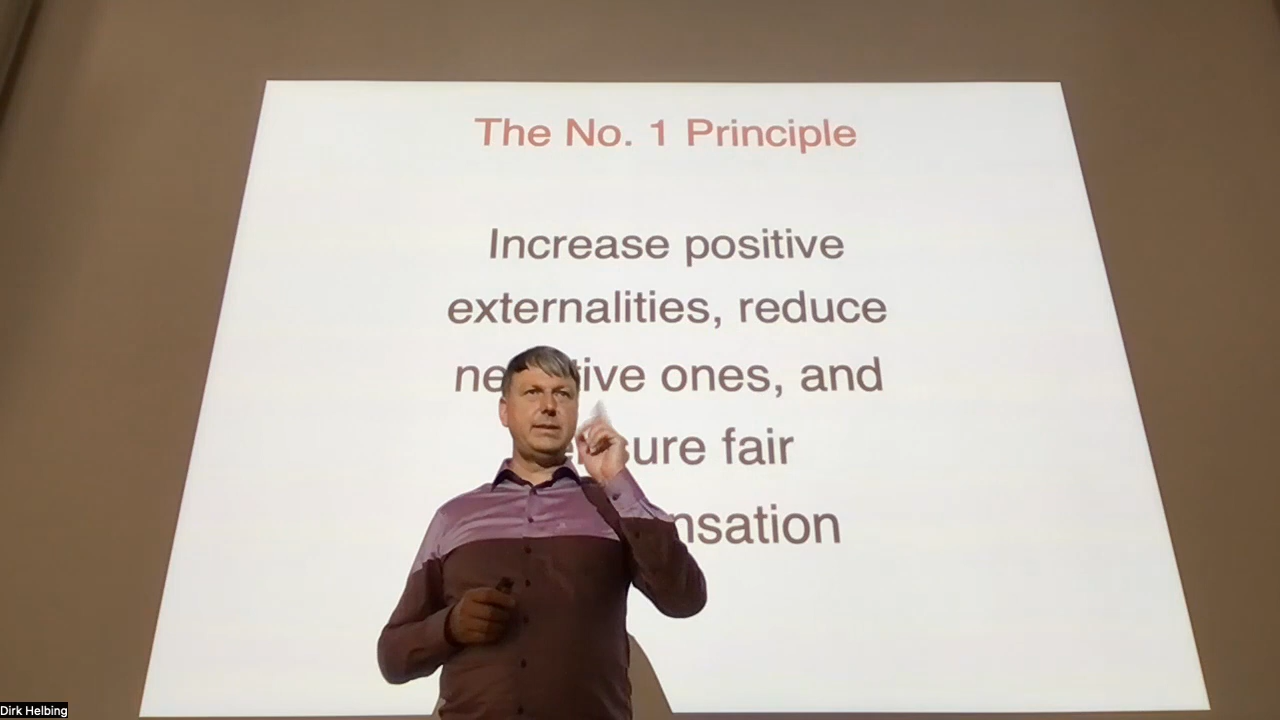 The No. 1 Principle
Increase positive
externalities, reduce
ones, and
fair
Dirk Helbing